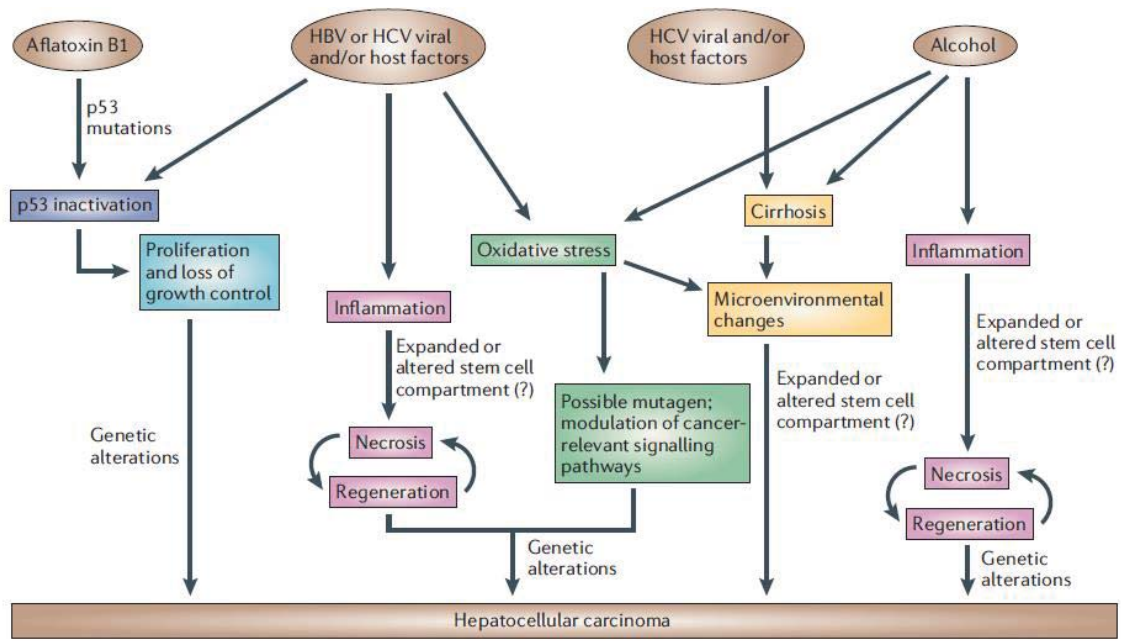 Aflatoxin B1
HBV or HCV viral
and/or host factors
HCV viral and/or
host factors
Alcohol
p53
mutations
p53 inactivation
Proliferation
and loss of
growth control
Inflammation
Expanded or
altered stem cell
compartment (?)
Necrosis
Regeneration
Oxidative stress
Possible mutagen;
modulation of cancer-
relevant signalling
pathways
Cirrhosis
Microenvironmental
changes
Expanded or
altered stem cell
compartment (?)
Inflammation
Expanded or
altered stem cell
compartment (?)
Necrosis
Regeneration
Genetic
alterations
Genetic
alterations
Genetic
alterations
Hepatocellular carcinoma